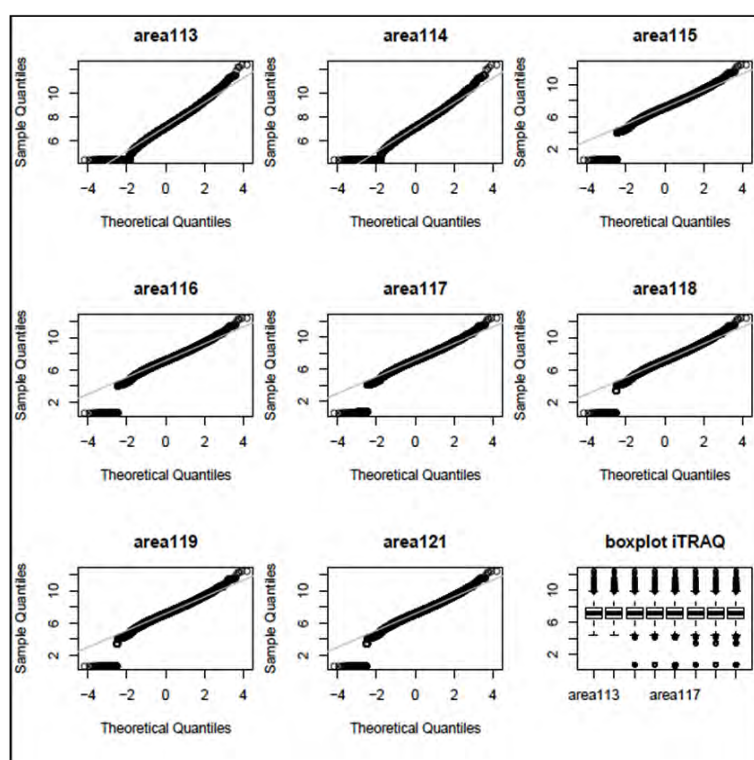 area113 area114 area115
Sample Quantiles Sample Quantiles Sample Quantiles
10 8 6
10 8 6
10 6 2
−4 −2 0 2 4 −4 −2 0 2 4 −4 −2 0 2 4
Theoretical Quantiles Theoretical Quantiles Theoretical Quantiles
area116 area117 area118
Sample Quantiles Sample Quantiles Sample Quantiles
10 6 2
10 6 2
10 6 2
−4 −2 0 2 4 −4 −2 0 2 4 −4 −2 0 2 4
Theoretical Quantiles Theoretical Quantiles Theoretical Quantiles
area119 area121 boxplot iTRAQ
Sample Quantiles Sample Quantiles
10 6 2
10 6 2
10 6 2
−4 −2 0 2 4 −4 −2 0 2 4 area113 area117
Theoretical Quantiles Theoretical Quantiles